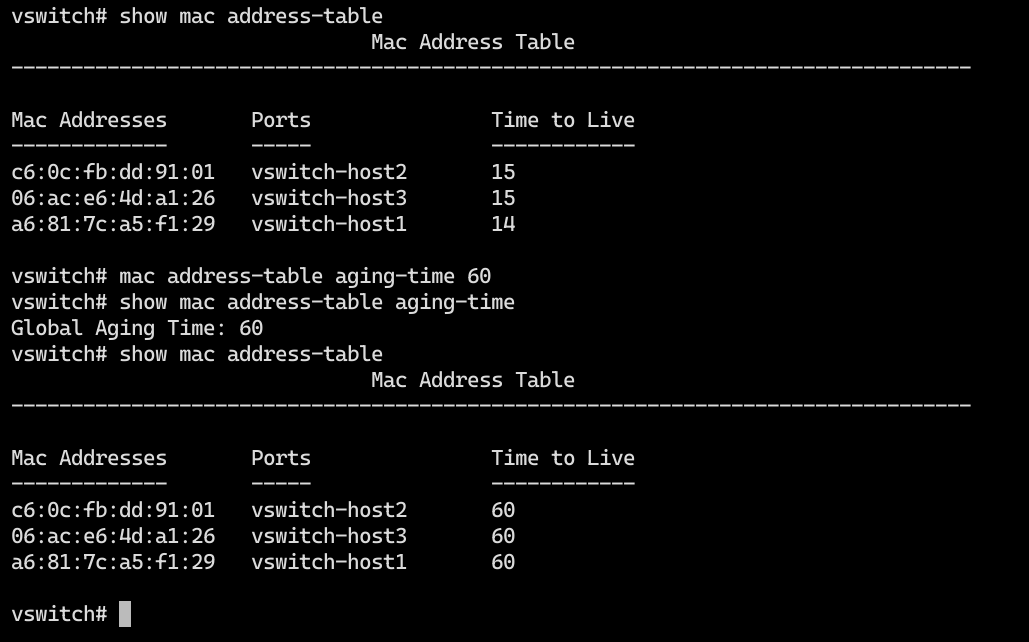 vswitch# show mac address-table
Mac Address Table
--------------------------------------------------------------------------------
Mac Addresses       Ports               Time to Live
-------------       -----               ------------
c6:0c:fb:dd:91:01   vswitch-host2       15
06:ac:e6:4d:a1:26   vswitch-host3       15
a6:81:7c:a5:f1:29   vswitch-host1       14
vswitch# mac address-table aging-time 60
vswitch# show mac address-table aging-time
Global Aging Time: 60
vswitch# show mac address-table
Mac Address Table
--------------------------------------------------------------------------------
Mac Addresses       Ports               Time to Live
-------------       -----               ------------
c6:0c:fb:dd:91:01   vswitch-host2       60
06:ac:e6:4d:a1:26   vswitch-host3       60
a6:81:7c:a5:f1:29   vswitch-host1       60
vswitch#